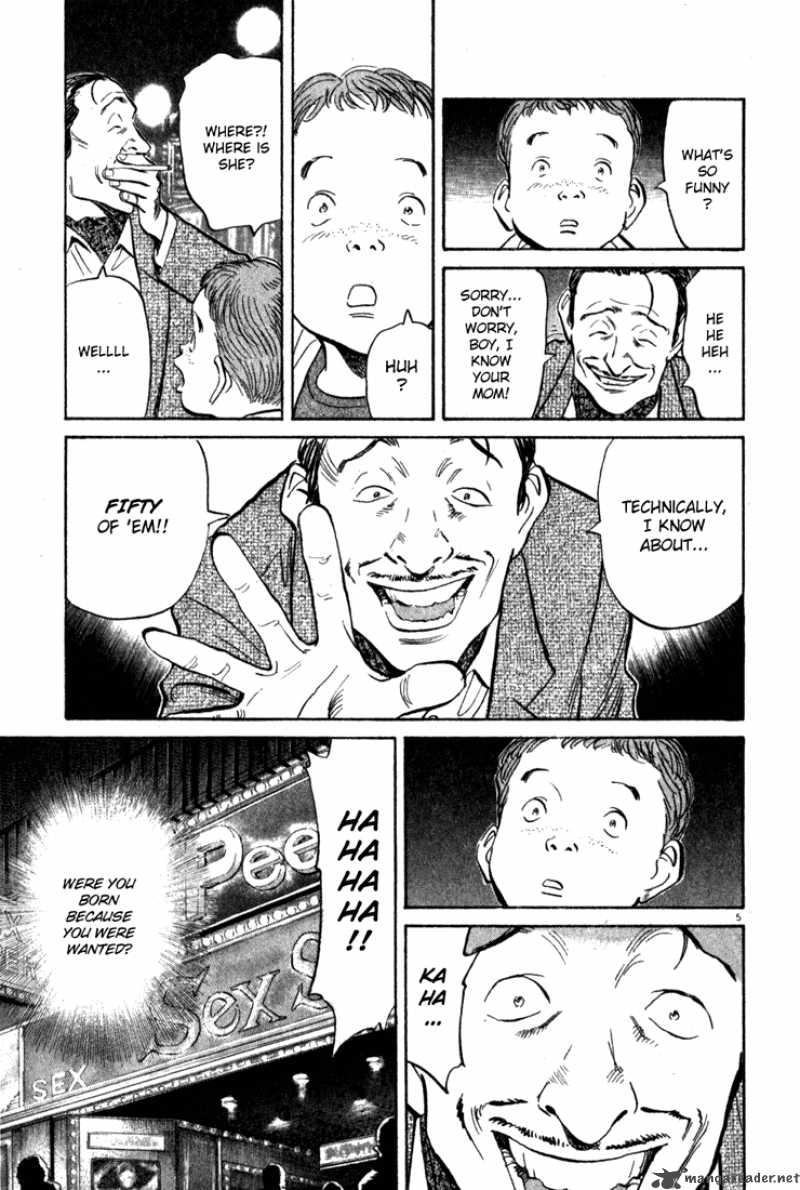 WHAT'S
SO
FUNNY
?
HE
HE
HEH
...
SORRY...
DON'T
WORRY,
BOY, I
KNOW
YOUR
MOM!
HUH
?
WHERE?!
WHERE IS
SHE?
WELLLL
...
TECHNICALLY,
I KNOW
ABOUT...
FIFTY
OF 'EM!!
5
KA
HA
...
HA
HA
HA
HA
!!
WERE YOU
BORN
BECAUSE
YOU WERE
WANTED?
Pee
Sex S
SEX
mangareader.net